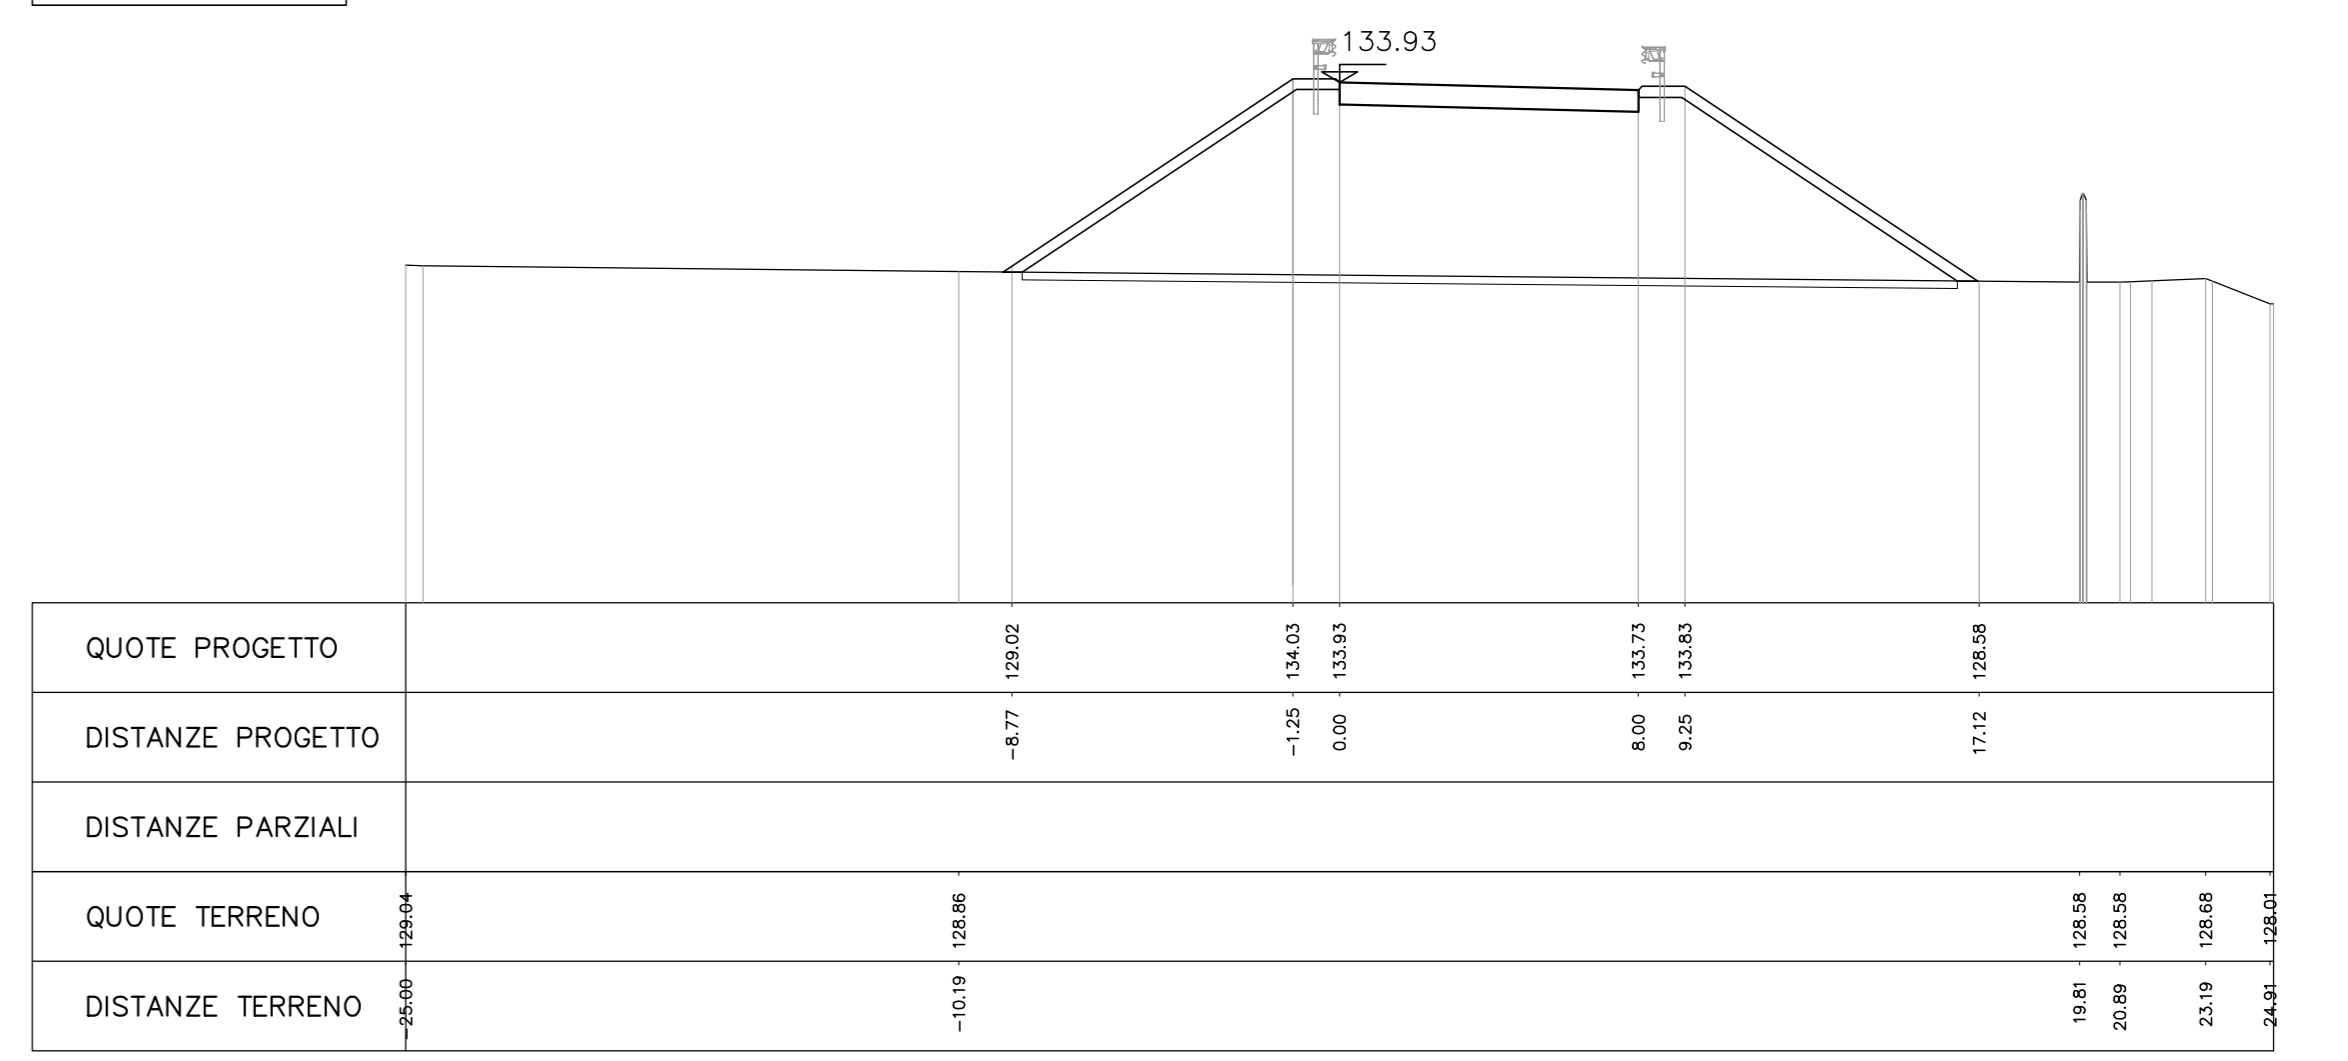 133.93
QUOTE PROGETTO 129.02 134.03 133.93 133.73 133.83 128.58
DISTANZE PROGETTO -8.77 -1.25 0.00 8.00 9.25 17.12
DISTANZE PARZIALI
QUOTE TERRENO 129.04 128.86 128.58 128.58 128.68 128.01
DISTANZE TERRENO -25.00 -10.19 19.81 20.89 23.19 24.91